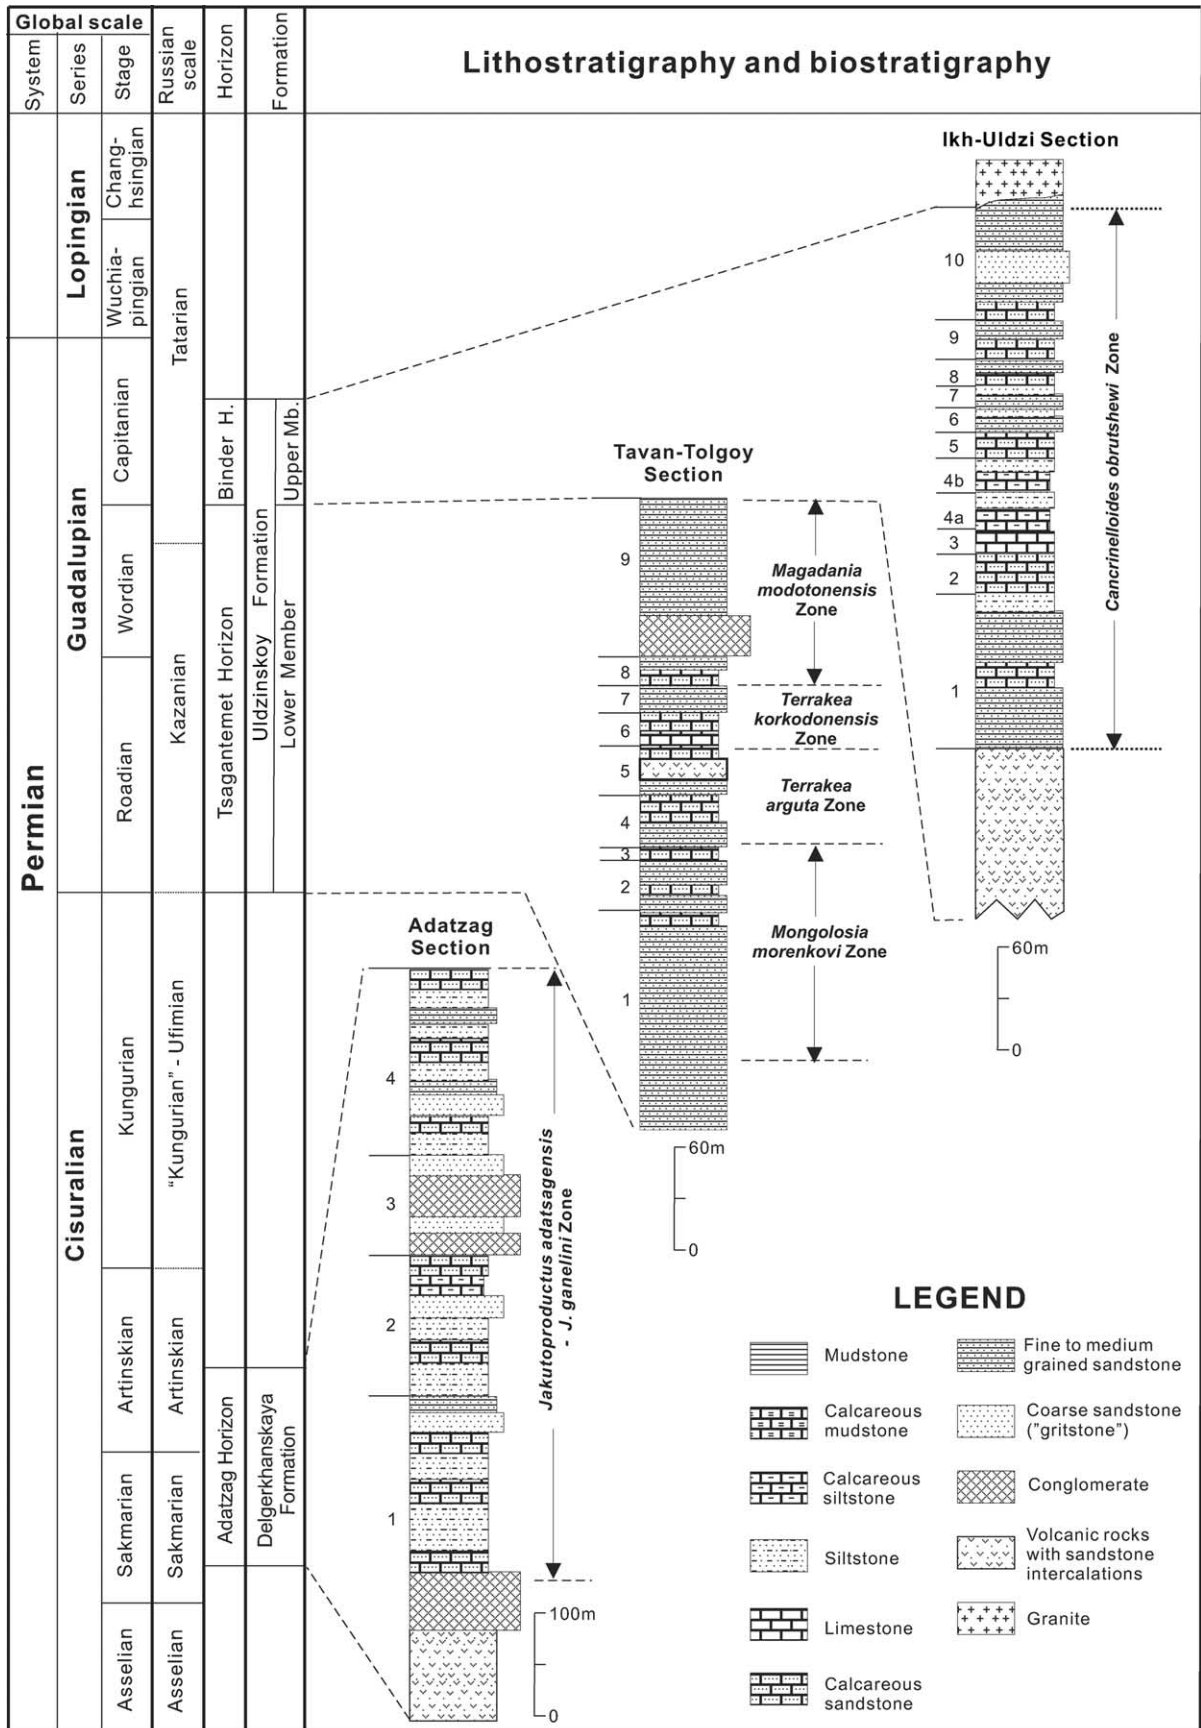 Global scale
System
Series
Stage
Russian
scale
Horizon
Formation
Lithostratigraphy and biostratigraphy
Permian
Lopingian
Guadalupian
Cisuralian
Chang-
hsingian
Wuchia-
pingian
Capitanian
Wordian
Roadian
Kungurian
Artinskian
Sakmarian
Asselian
Tatarian
Kazanian
"Kungurian" - Ufimian
Artinskian
Sakmarian
Asselian
Binder H.
Tsagantemet Horizon
Adatzag Horizon
Uldzinskoy Formation
Upper Mb.
Lower Member
Delgerkhanskaya
Formation
Adatzag
Section
4
3
2
1
Jakutoproductus adatsagensis
- J. ganelini Zone
100m
0
Tavan-Tolgoy
Section
9
8
7
6
5
4
3
2
1
Magadania
modotonensis
Zone
Terrakea
korkodonensis
Zone
Terrakea
arguta Zone
Mongolosia
morenkovi Zone
60m
0
Ikh-Uldzi Section
10
9
8
7
6
5
4b
4a
3
2
1
Cancrinelloides obrutshewi Zone
60m
0
LEGEND
Mudstone
Calcareous
mudstone
Calcareous
siltstone
Siltstone
Limestone
Calcareous
sandstone
Fine to medium
grained sandstone
Coarse sandstone
("gritstone")
Conglomerate
Volcanic rocks
with sandstone
intercalations
Granite